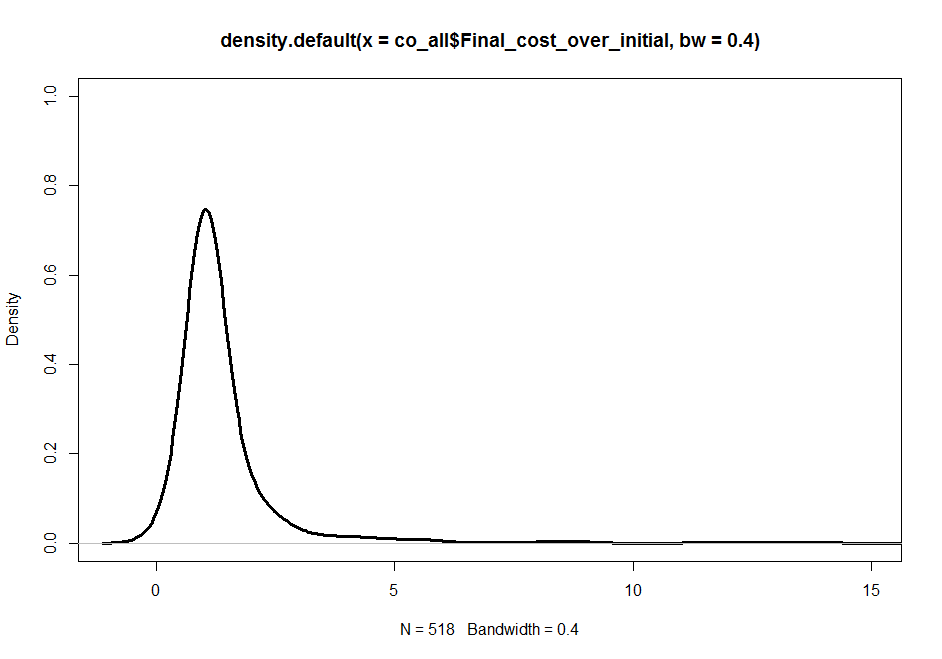 density.default(x = co_all$Final_cost_over_initial, bw = 0.4)
Density
1.0
0.8
0.6
0.4
0.2
0.0
0 5 10 15
N = 518 Bandwidth = 0.4